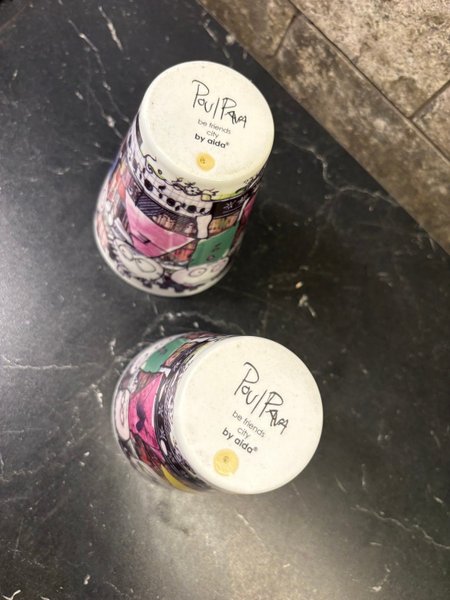 Poul Pava
be friends
city
by aida®
Poul Pava
be friends
city
by aida®